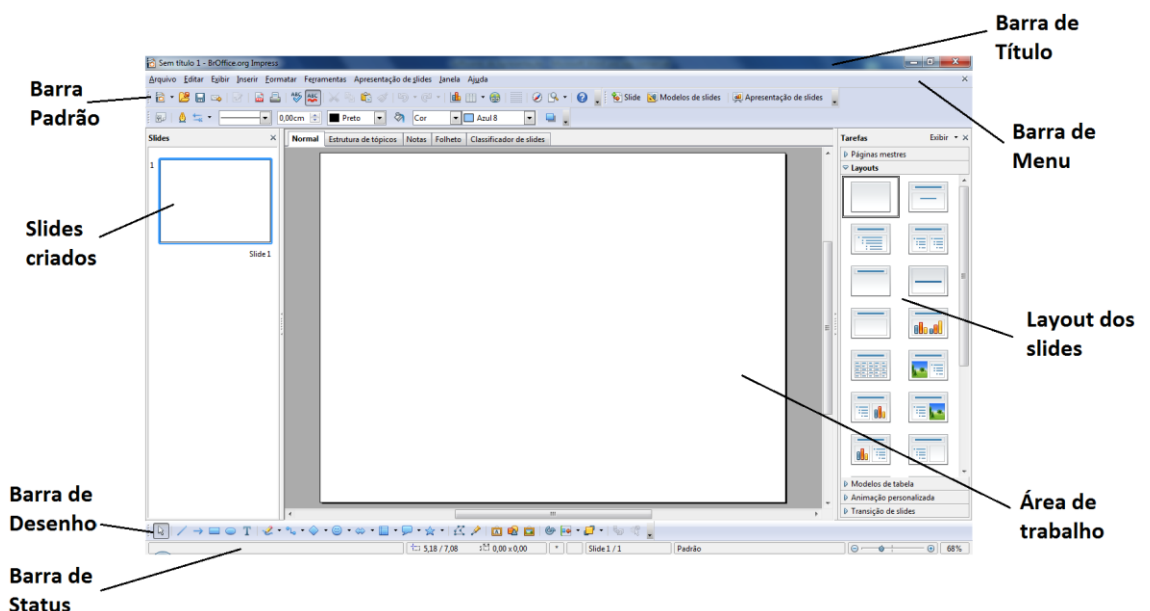 Barra de
Título
Sem título 1 - BrOffice.org Impress
Arquivo Editar Exibir Inserir Formatar Ferramentas Apresentação de slides Janela Ajuda
Barra
Padrão
Slide Modelos de slides Apresentação de slides
0,00cm Preto Cor Azul 8
Barra de
Menu
Slides
Normal Estrutura de tópicos Notas Folheto Classificador de slides
Tarefas Exibir
Páginas mestres
Layouts
1
Slides
criados
Slide 1
Layout dos
slides
Modelos de tabela
Animação personalizada
Transição de slides
Área de
trabalho
Barra de
Desenho
5,18 / 7,08 0,00 x 0,00 * Slide 1 / 1 Padrão 68%
Barra de
Status